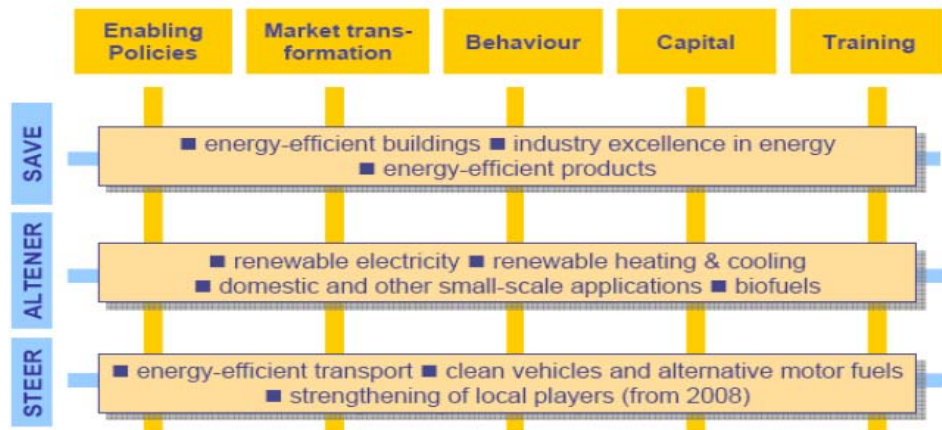 Enabling
Policies
Market trans-
formation
Behaviour
Capital
Training
SAVE
■ energy-efficient buildings ■ industry excellence in energy
■ energy-efficient products
ALTENER
■ renewable electricity ■ renewable heating & cooling
■ domestic and other small-scale applications ■ biofuels
STEER
■ energy-efficient transport ■ clean vehicles and alternative motor fuels
■ strengthening of local players (from 2008)